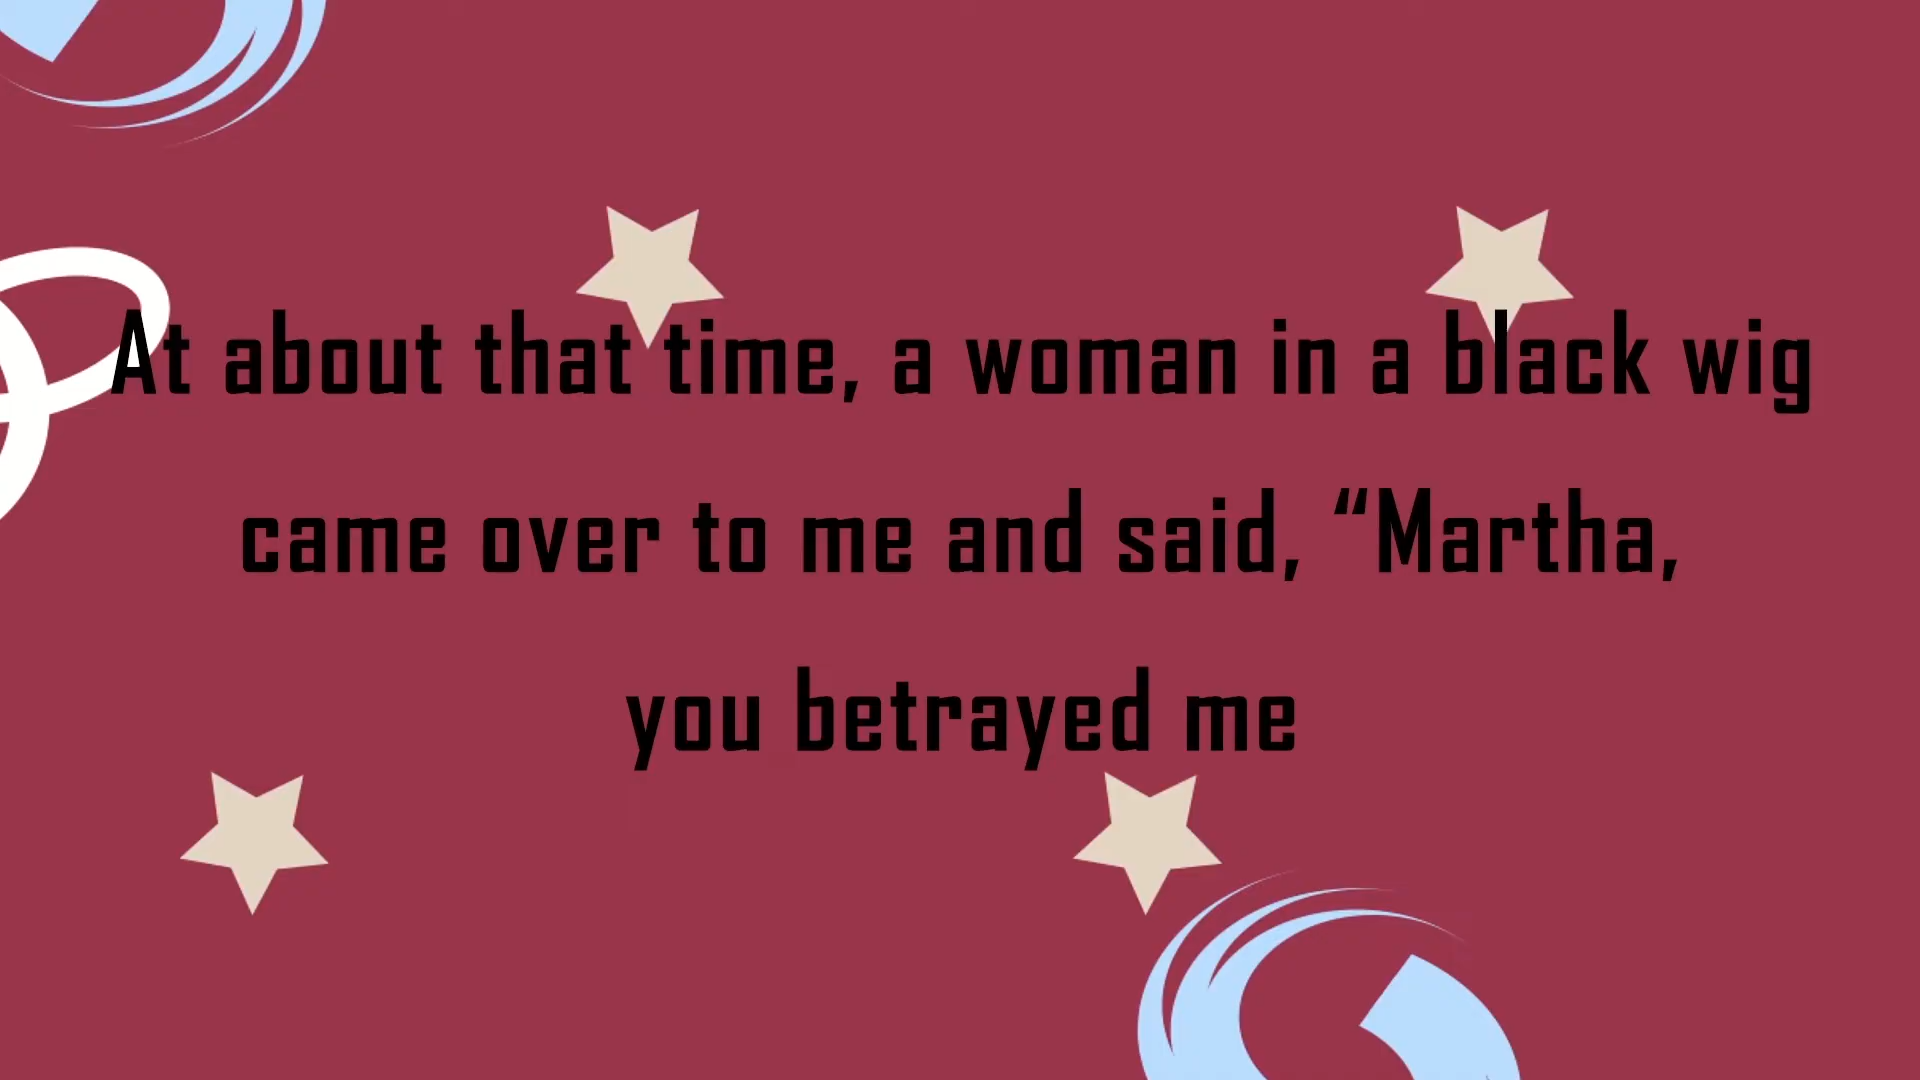 At about that time, a woman in a black wig
came over to me and said, “Martha,
you betrayed me